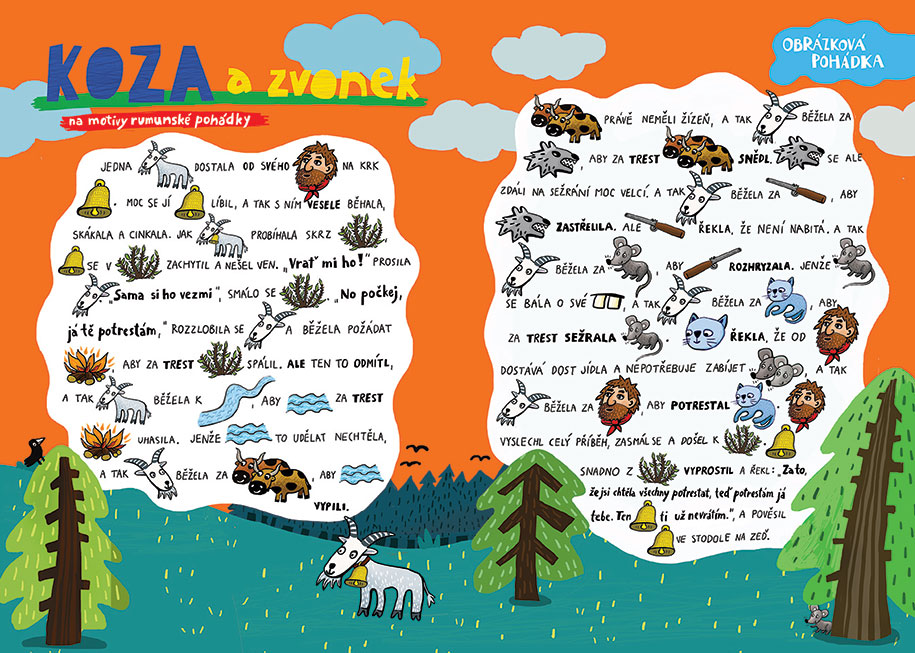 KOZA a zvonek
na motivy rumunské pohádky
OBRÁZKOVÁ
POHÁDKA
JEDNA DOSTALA OD SVÉHO NA KRK
. MOC SE JÍ LÍBIL, A TAK S NÍM VESELE BĚHALA,
SKÁKALA A CINKALA. JAK PROBÍHALA SKRZ
SE V ZACHYTIL A NEŠEL VEN. „Vrať mi ho!“ PROSILA
. „Sama si ho vezmi“, SMÁLO SE . „No počkej,
já tě potrestám,“ ROZZLOBILA SE A BĚŽELA POŽÁDAT
, ABY ZA TREST SPÁLIL. ALE TEN TO ODMÍTL,
A TAK BĚŽELA K , ABY ZA TREST
UHASILA. JENŽE TO UDĚLAT NECHTĚLA,
A TAK BĚŽELA ZA , ABY
VYPILI.
PRÁVĚ NEMĚLI ŽÍZEŇ, A TAK BĚŽELA ZA
, ABY ZA TREST SNĚDL. SE ALE
ZDÁLI NA SEŽRÁNÍ MOC VELCÍ, A TAK BĚŽELA ZA , ABY
ZASTŘELILA. ALE ŘEKLA, ŽE NENÍ NABITÁ, A TAK
BĚŽELA ZA , ABY ROZHRYZALA. JENŽE
SE BÁLA O SVÉ , A TAK BĚŽELA ZA , ABY
ZA TREST SEŽRALA . ŘEKLA, ŽE OD
DOSTÁVÁ DOST JÍDLA A NEPOTŘEBUJE ZABÍJET , A TAK
BĚŽELA ZA , ABY POTRESTAL .
VYSLECHL CELÝ PŘÍBĚH, ZASMÁL SE A DOŠEL K .
SNADNO Z VYPROSTIL A ŘEKL: „Za to,
že jsi chtěla všechny potrestat, teď potrestám já
tebe. Ten ti už nevrátím.“, A POVĚSIL
VE STODOLE NA ZEĎ.